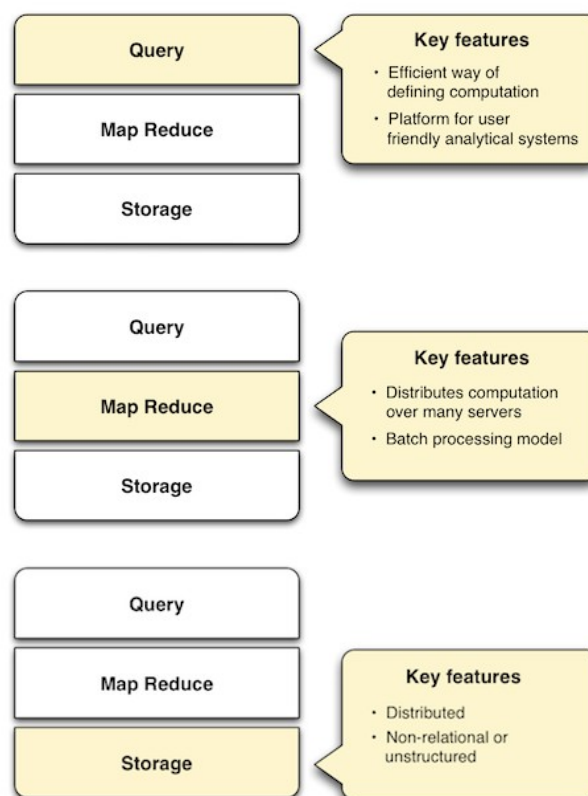 Query
Key features
• Efficient way of
defining computation
• Platform for user
friendly analytical systems
Map Reduce
Storage
Query
Map Reduce
Key features
• Distributes computation
over many servers
• Batch processing model
Storage
Query
Map Reduce
Storage
Key features
• Distributed
• Non-relational or
unstructured